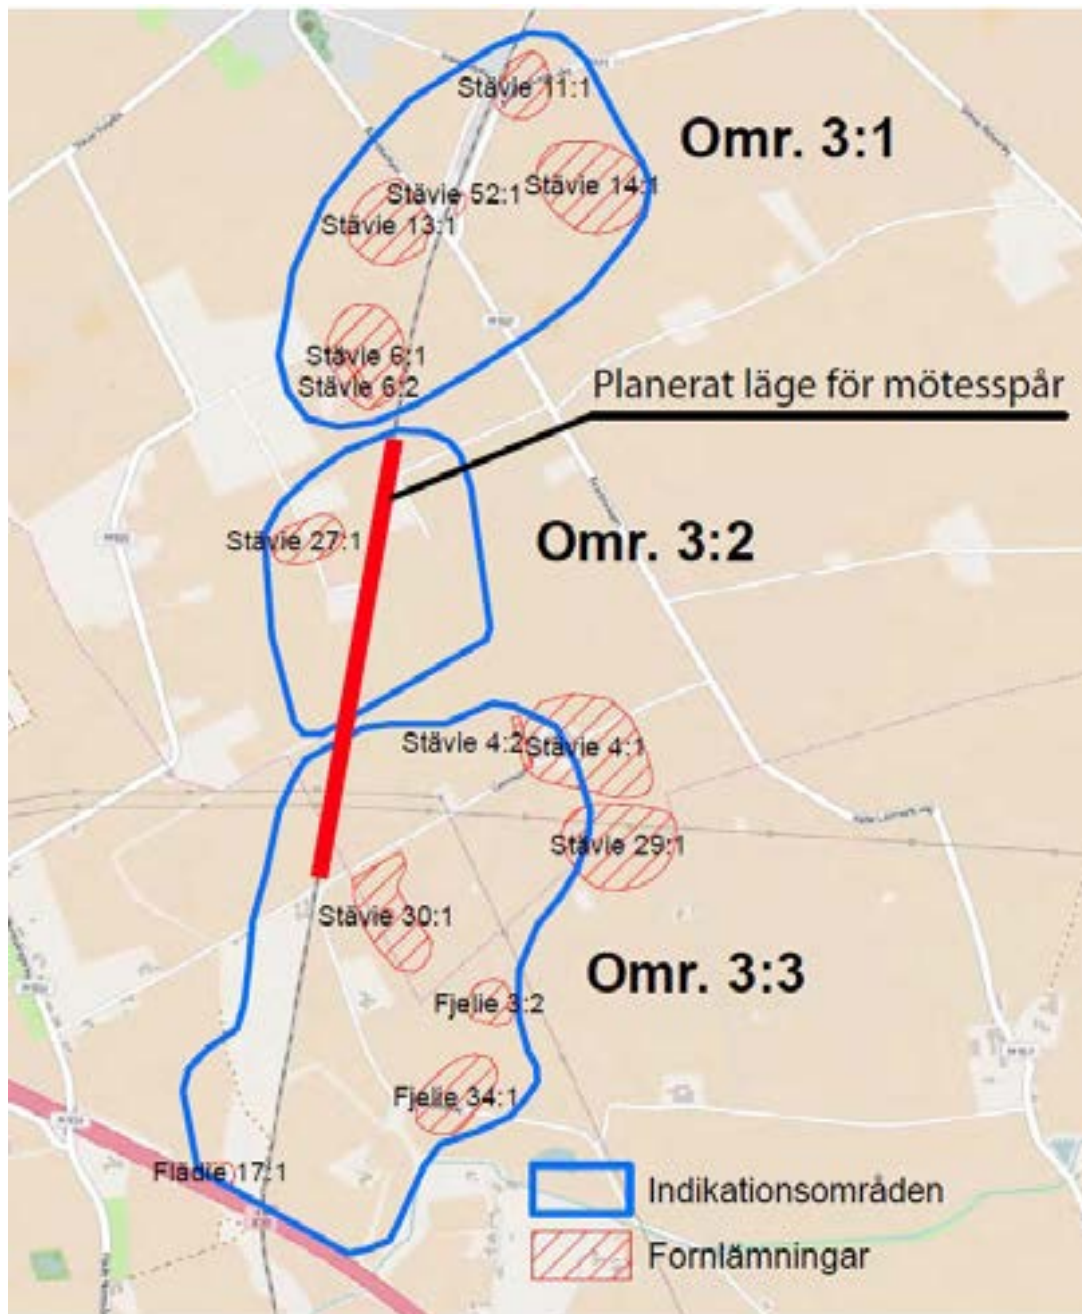 Stävie 11:1
Omr. 3:1
Stävie 14:1
Stävie 52:1
Stävie 13:1
Stävie 6:1
Stävie 6:2
Planerat läge för mötesspår
Stävie 27:1
Omr. 3:2
Stävie 4:2
Stävie 4:1
Stävie 29:1
Stävie 30:1
Omr. 3:3
Fjelie 3:2
Fjelie 34:1
Flädie 17:1
Indikationsområden
Fornlämningar